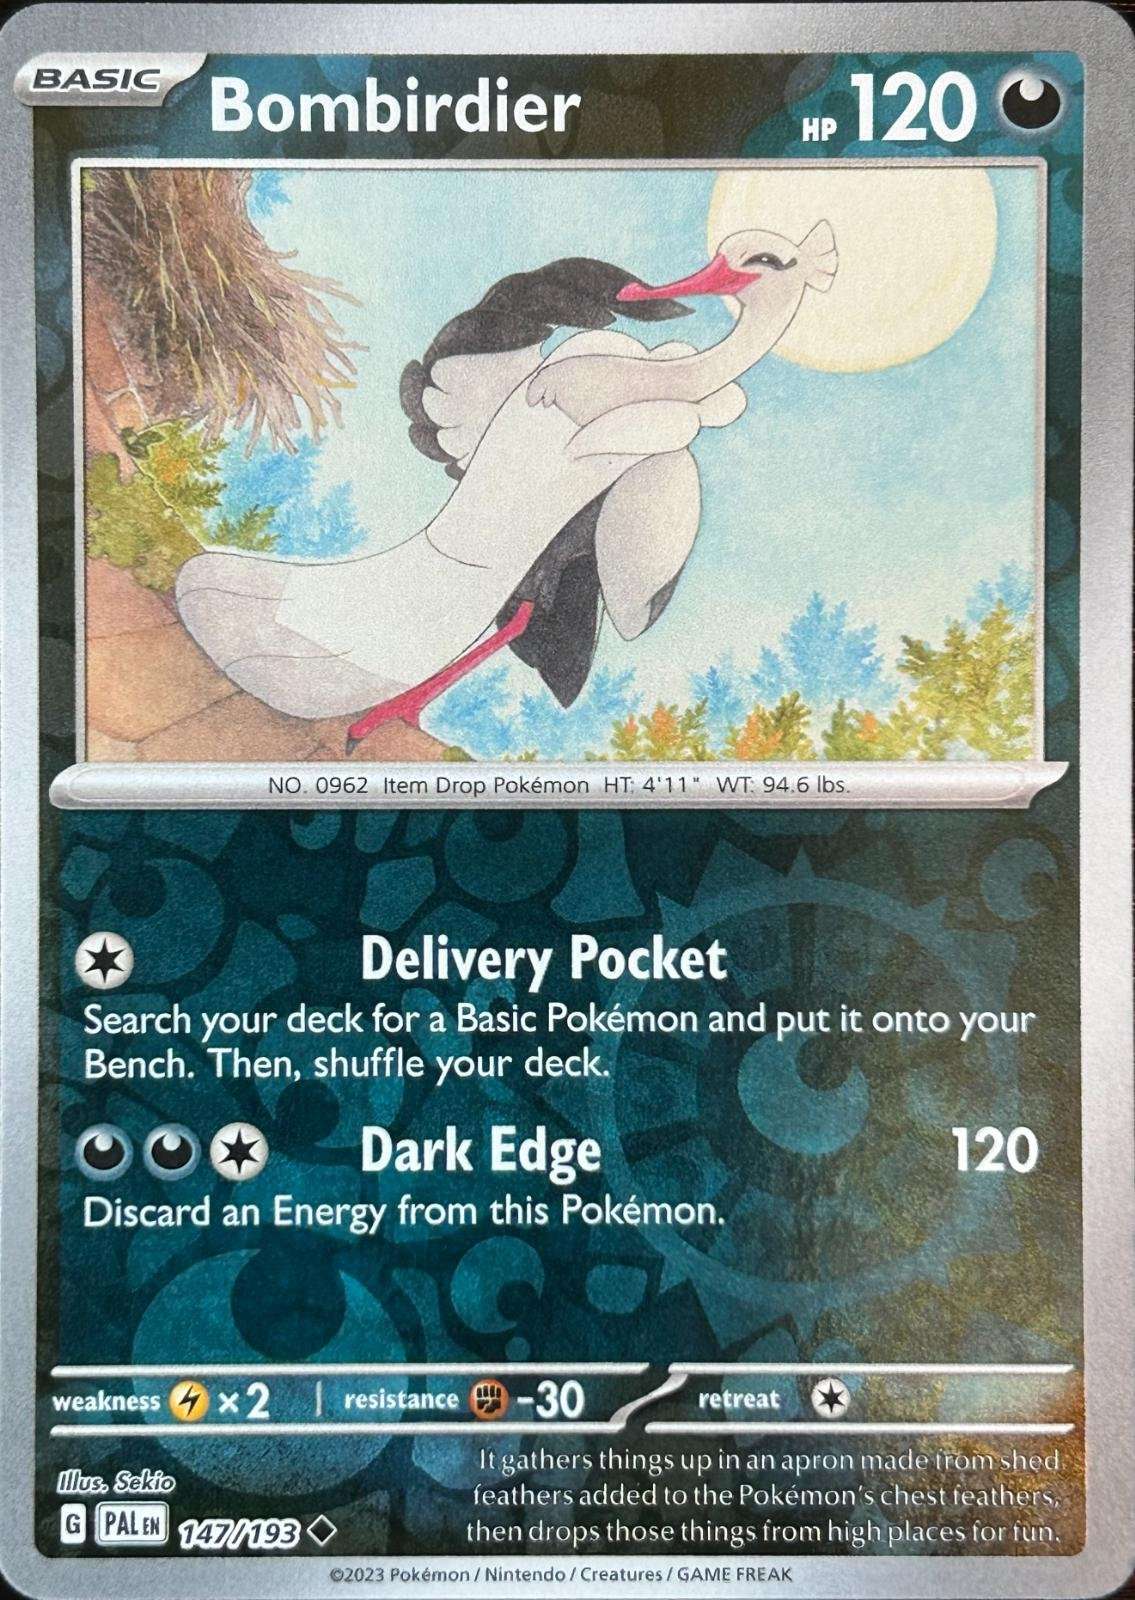 BASIC Bombirdier HP 120
NO. 0962 Item Drop Pokémon HT: 4'11" WT: 94.6 lbs.
Delivery Pocket
Search your deck for a Basic Pokémon and put it onto your
Bench. Then, shuffle your deck.
Dark Edge 120
Discard an Energy from this Pokémon.
weakness ×2 resistance -30 retreat
It gathers things up in an apron made from shed
feathers added to the Pokémon's chest feathers,
then drops those things from high places for fun.
Illus. Sekio
G PAL EN 147/193
©2023 Pokémon / Nintendo / Creatures / GAME FREAK